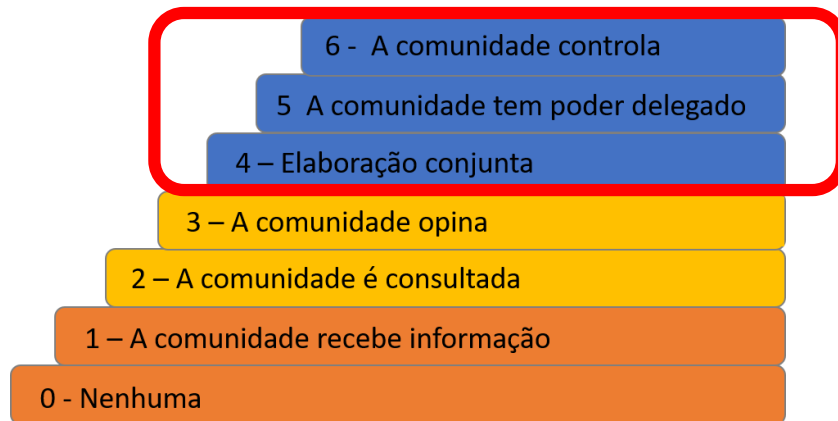 6 - A comunidade controla
5 A comunidade tem poder delegado
4 – Elaboração conjunta
3 – A comunidade opina
2 – A comunidade é consultada
1 – A comunidade recebe informação
0 - Nenhuma